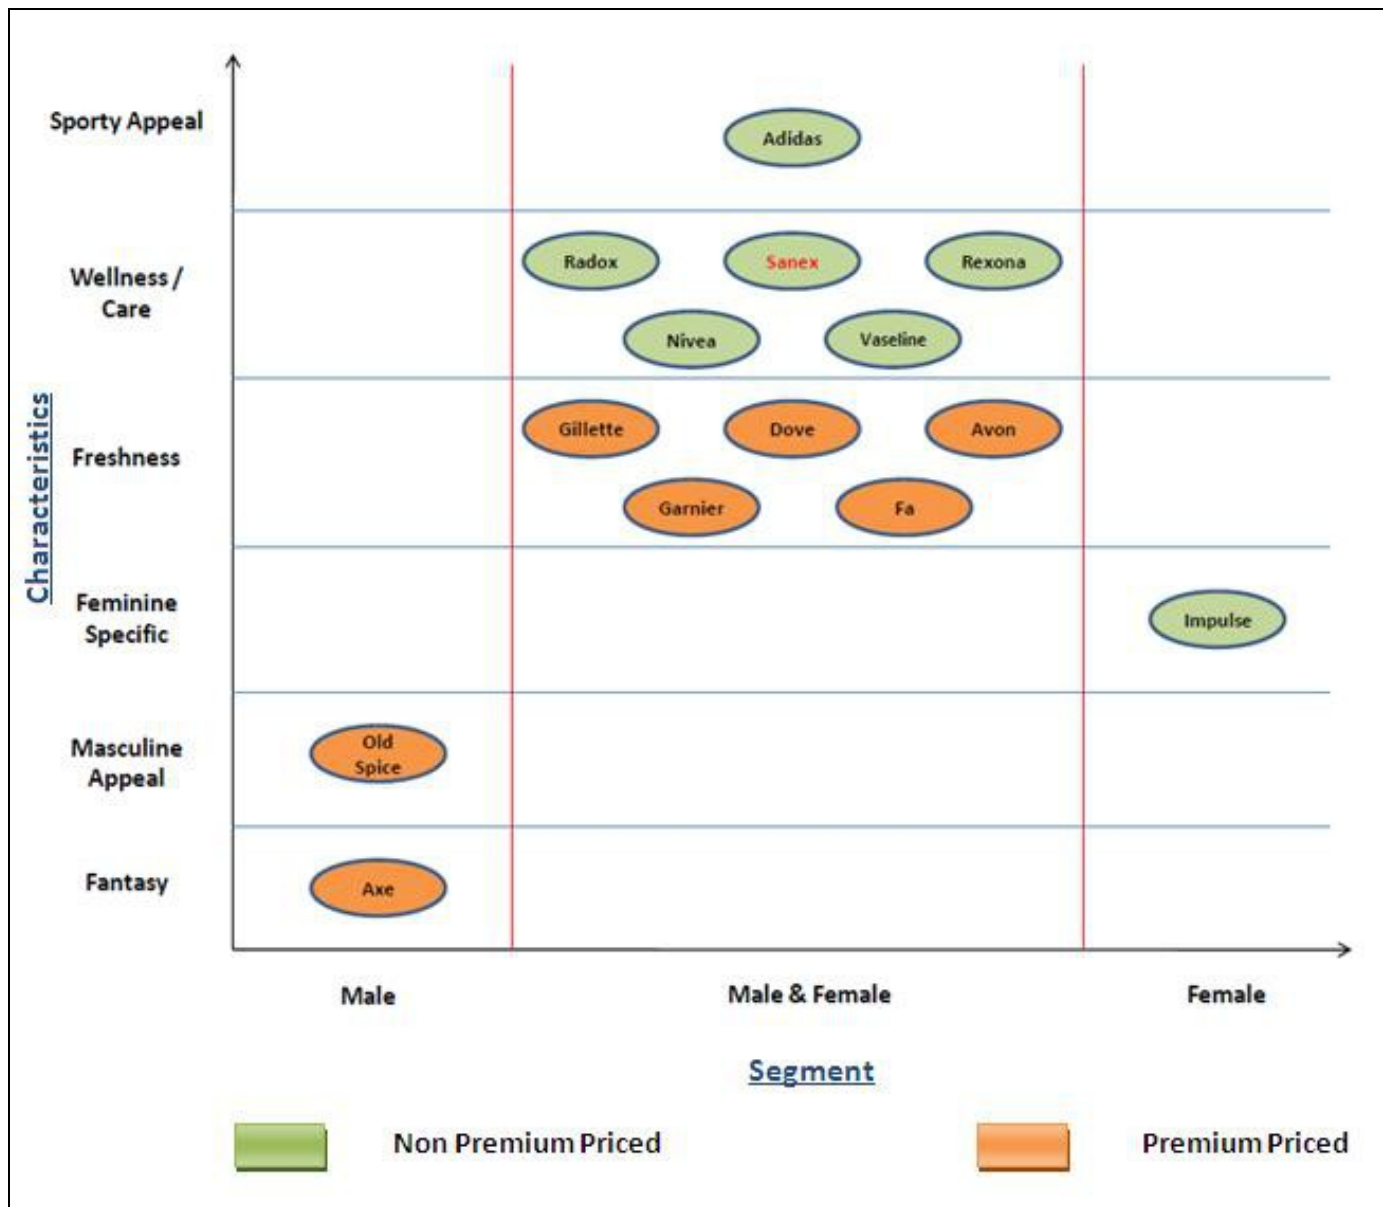 Sporty Appeal
Adidas
Wellness /
Care
Radox
Sanex
Rexona
Nivea
Vaseline
Characteristics
Freshness
Gillette
Dove
Avon
Garnier
Fa
Feminine
Specific
Impulse
Masculine
Appeal
Old
Spice
Fantasy
Axe
Male
Male & Female
Female
Segment
Non Premium Priced
Premium Priced